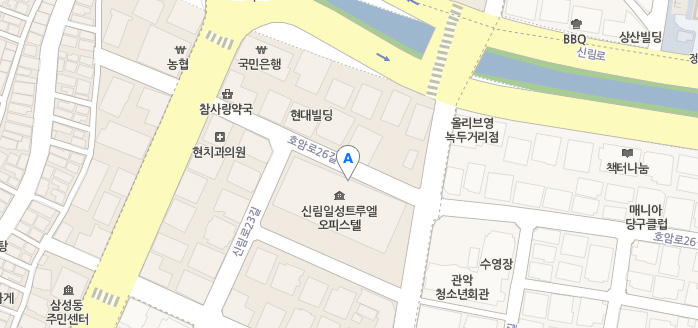 BBQ
상산빌딩
신림로
농협
국민은행
참사랑약국
현대빌딩
올리브영
녹두거리점
현치과의원
호암로26길
A
책터니눔
신림일성트루엘
오피스텔
매니아
당구클럽
호암로26
신림로23길
수영장
관악
청소년회관
삼성동
주민센터